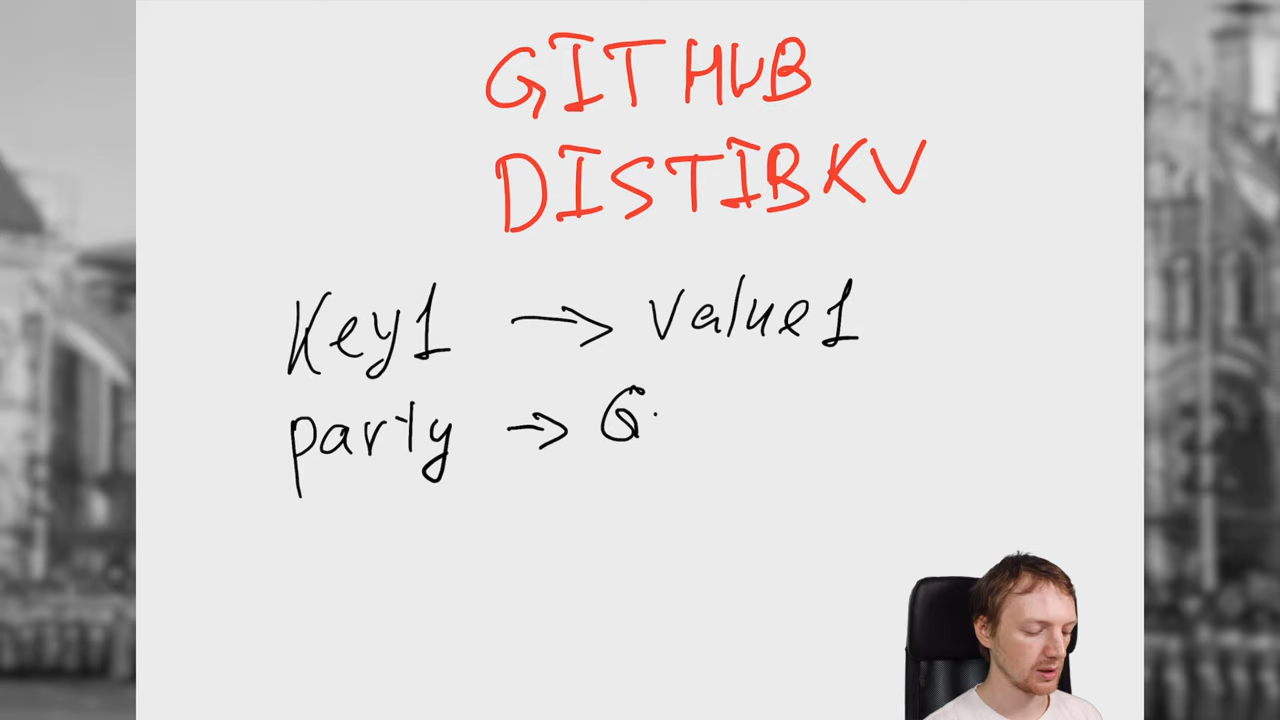 GITHUB
DISTIBKV
Key1 → Value1
party → G